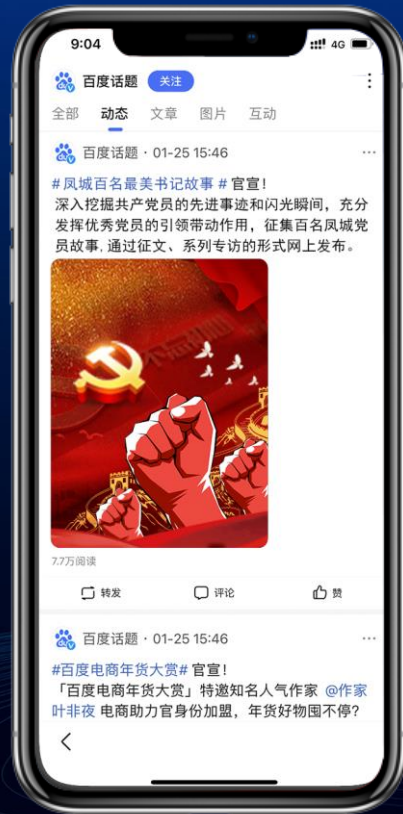 9:04
4G
百度话题 关注
全部 动态 文章 图片 互动
百度话题 · 01-25 15:46
#凤城百名最美书记故事 # 官宣!
深入挖掘共产党员的先进事迹和闪光瞬间，充分
发挥优秀党员的引领带动作用，征集百名凤城党
员故事, 通过征文、系列专访的形式网上发布。
7.7万阅读
转发 评论 赞
百度话题 · 01-25 15:46
#百度电商年货大赏# 官宣!
「百度电商年货大赏」特邀知名人气作家 @作家
叶非夜 电商助力官身份加盟，年货好物囤不停?